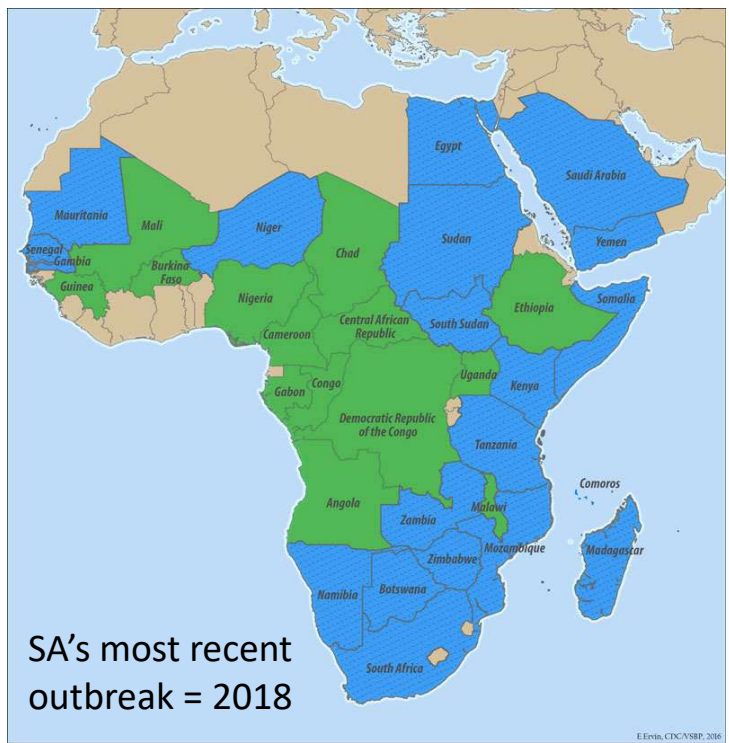 Egypt
Saudi Arabia
Mauritania
Mali
Niger
Sudan
Chad
Yemen
Senegal
Gambia
Burkina
Faso
Guinea
Nigeria
Ethiopia
Somalia
South Sudan
Central African
Republic
Cameroon
Uganda
Congo
Gabon
Kenya
Democratic Republic
of the Congo
Tanzania
Comoros
Angola
Malawi
Zambia
Mozambique
Madagascar
Zimbabwe
Namibia
Botswana
South Africa
SA's most recent
outbreak = 2018
E.Ervin, CDC/VSBP, 2016